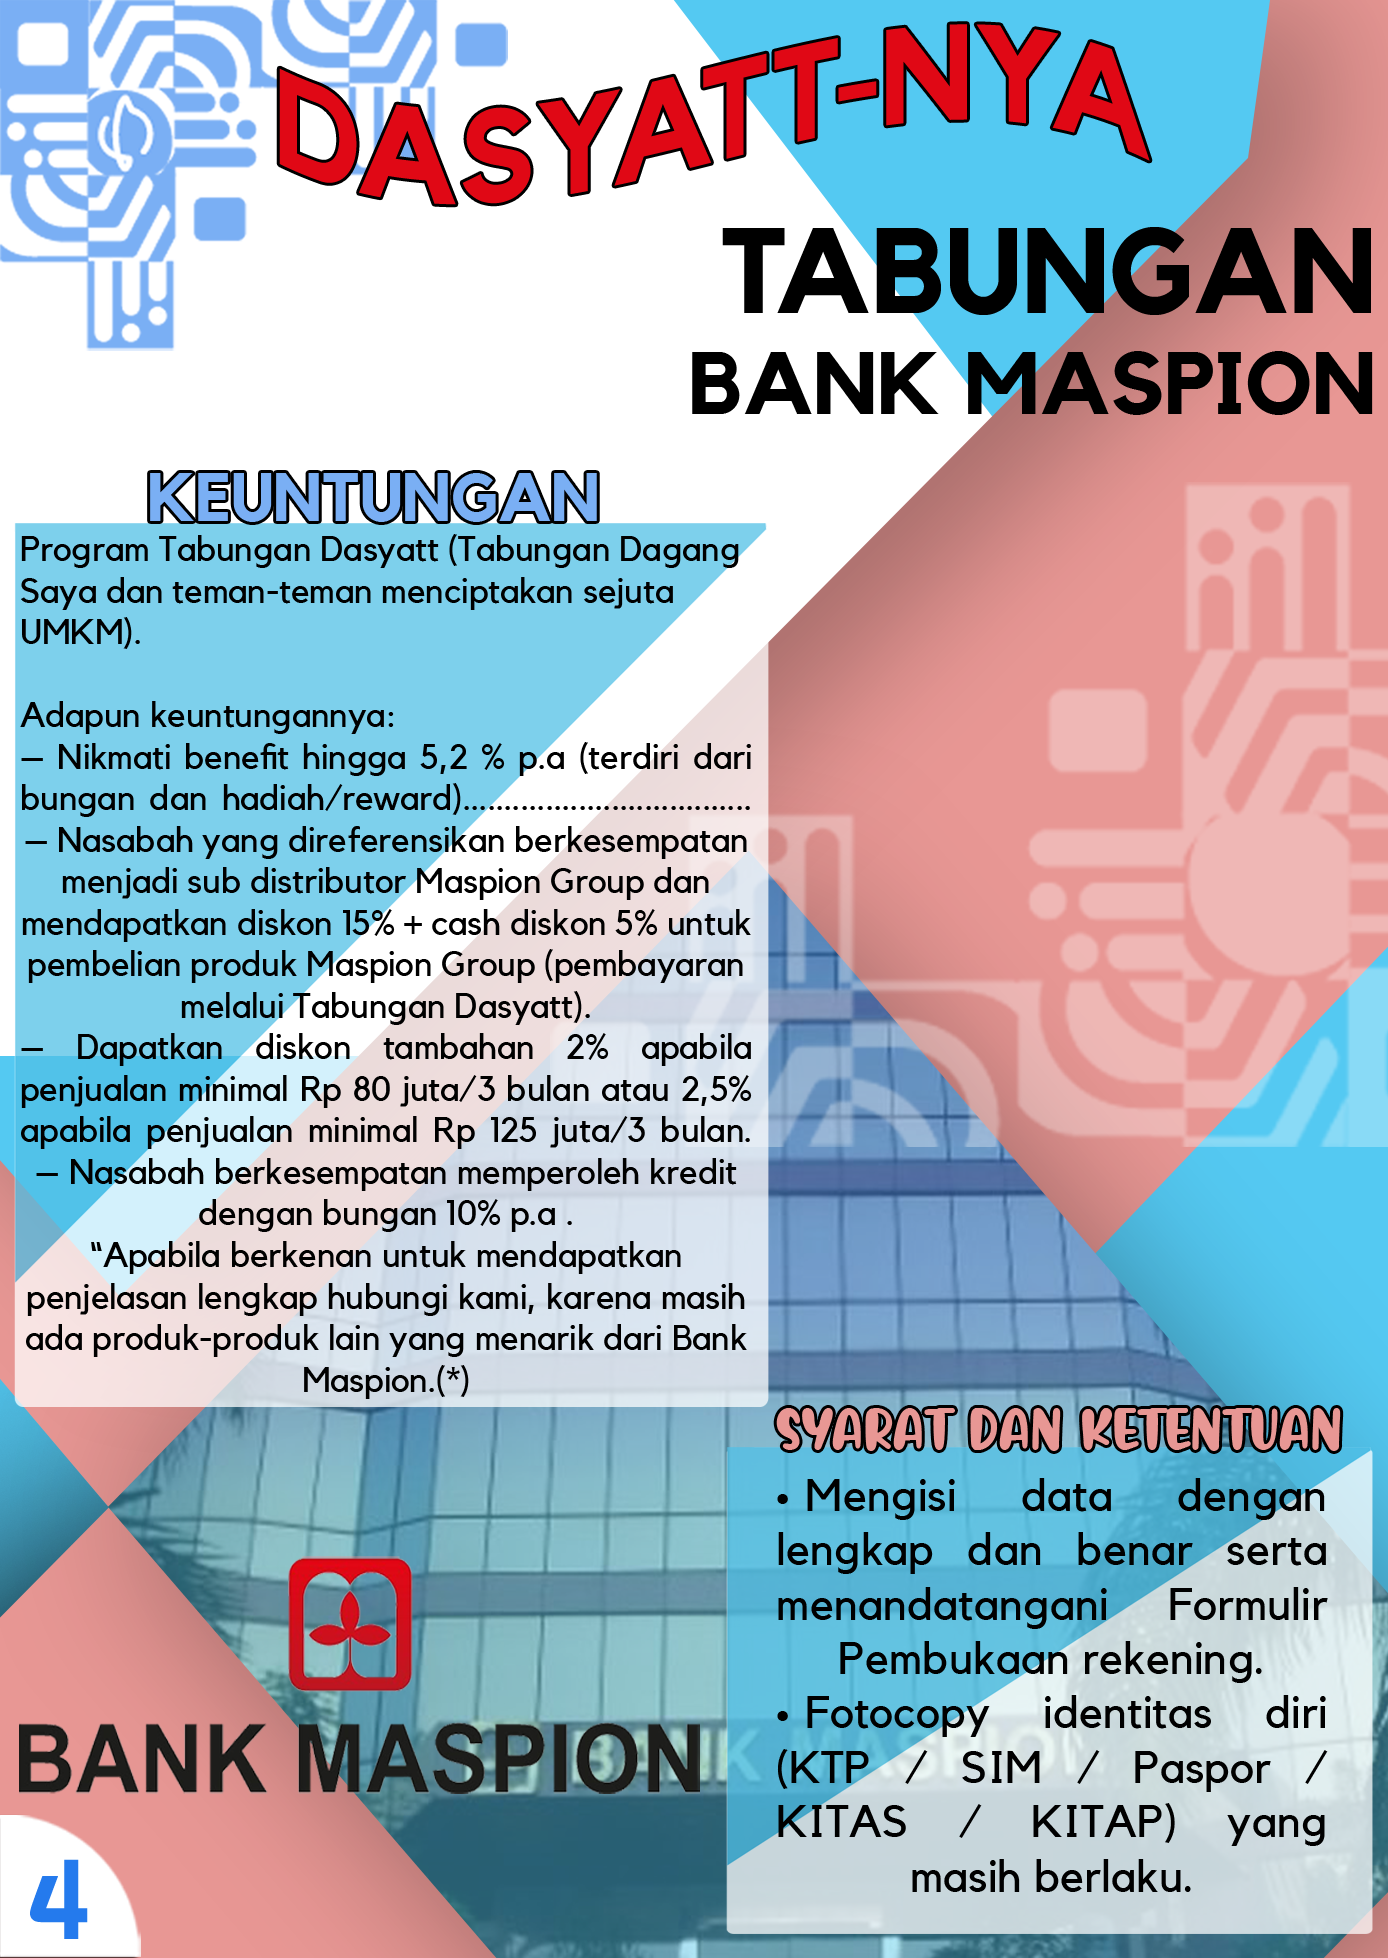 DASYATT-NYA
TABUNGAN
BANK MASPION
KEUNTUNGAN
Program Tabungan Dasyatt (Tabungan Dagang
Saya dan teman-teman menciptakan sejuta
UMKM).
Adapun keuntungannya:
– Nikmati benefit hingga 5,2 % p.a (terdiri dari
bungan dan hadiah/reward)..................................
– Nasabah yang direferensikan berkesempatan
menjadi sub distributor Maspion Group dan
mendapatkan diskon 15% + cash diskon 5% untuk
pembelian produk Maspion Group (pembayaran
melalui Tabungan Dasyatt).
– Dapatkan diskon tambahan 2% apabila
penjualan minimal Rp 80 juta/3 bulan atau 2,5%
apabila penjualan minimal Rp 125 juta/3 bulan.
– Nasabah berkesempatan memperoleh kredit
dengan bungan 10% p.a .
“Apabila berkenan untuk mendapatkan
penjelasan lengkap hubungi kami, karena masih
ada produk-produk lain yang menarik dari Bank
Maspion.(*)
SYARAT DAN KETENTUAN
• Mengisi data dengan
lengkap dan benar serta
menandatangani Formulir
Pembukaan rekening.
• Fotocopy identitas diri
(KTP / SIM / Paspor /
KITAS / KITAP) yang
masih berlaku.
BANK MASPION
4